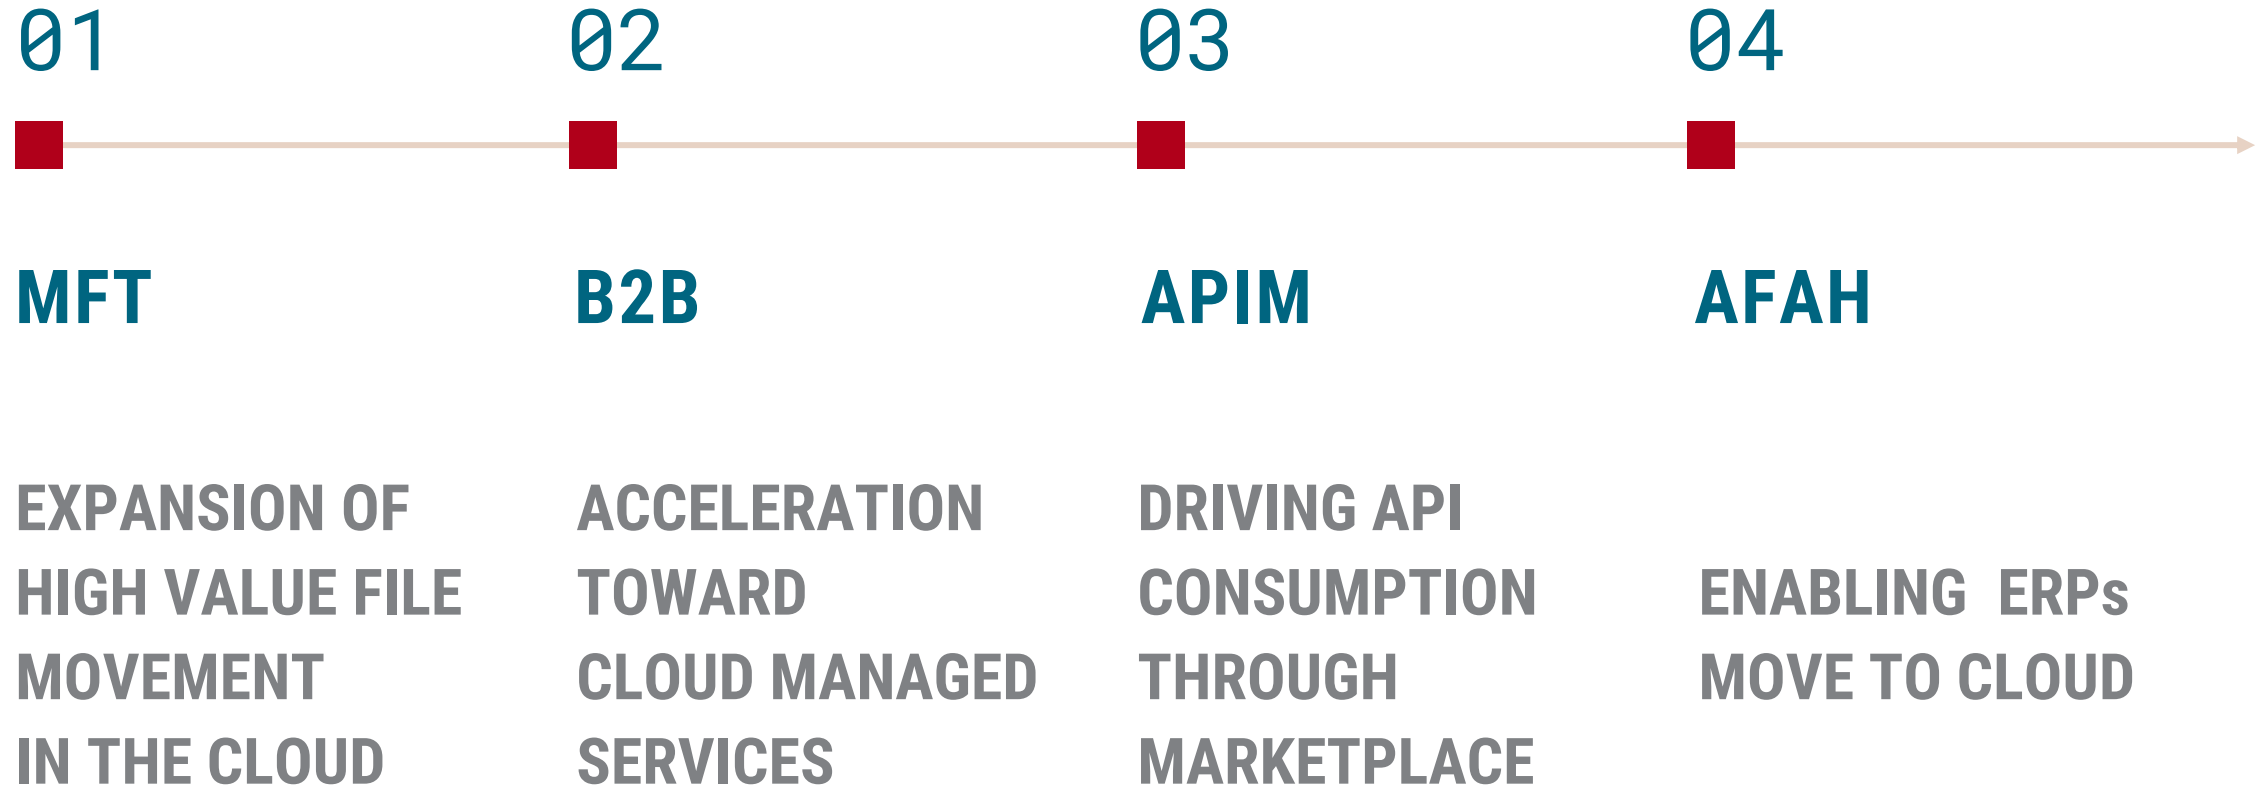 01
02
03
04
MFT
B2B
APIM
AFAH
EXPANSION OF
HIGH VALUE FILE
MOVEMENT
IN THE CLOUD
ACCELERATION
TOWARD
CLOUD MANAGED
SERVICES
DRIVING API
CONSUMPTION
THROUGH
MARKETPLACE
ENABLING  ERPs
MOVE TO CLOUD